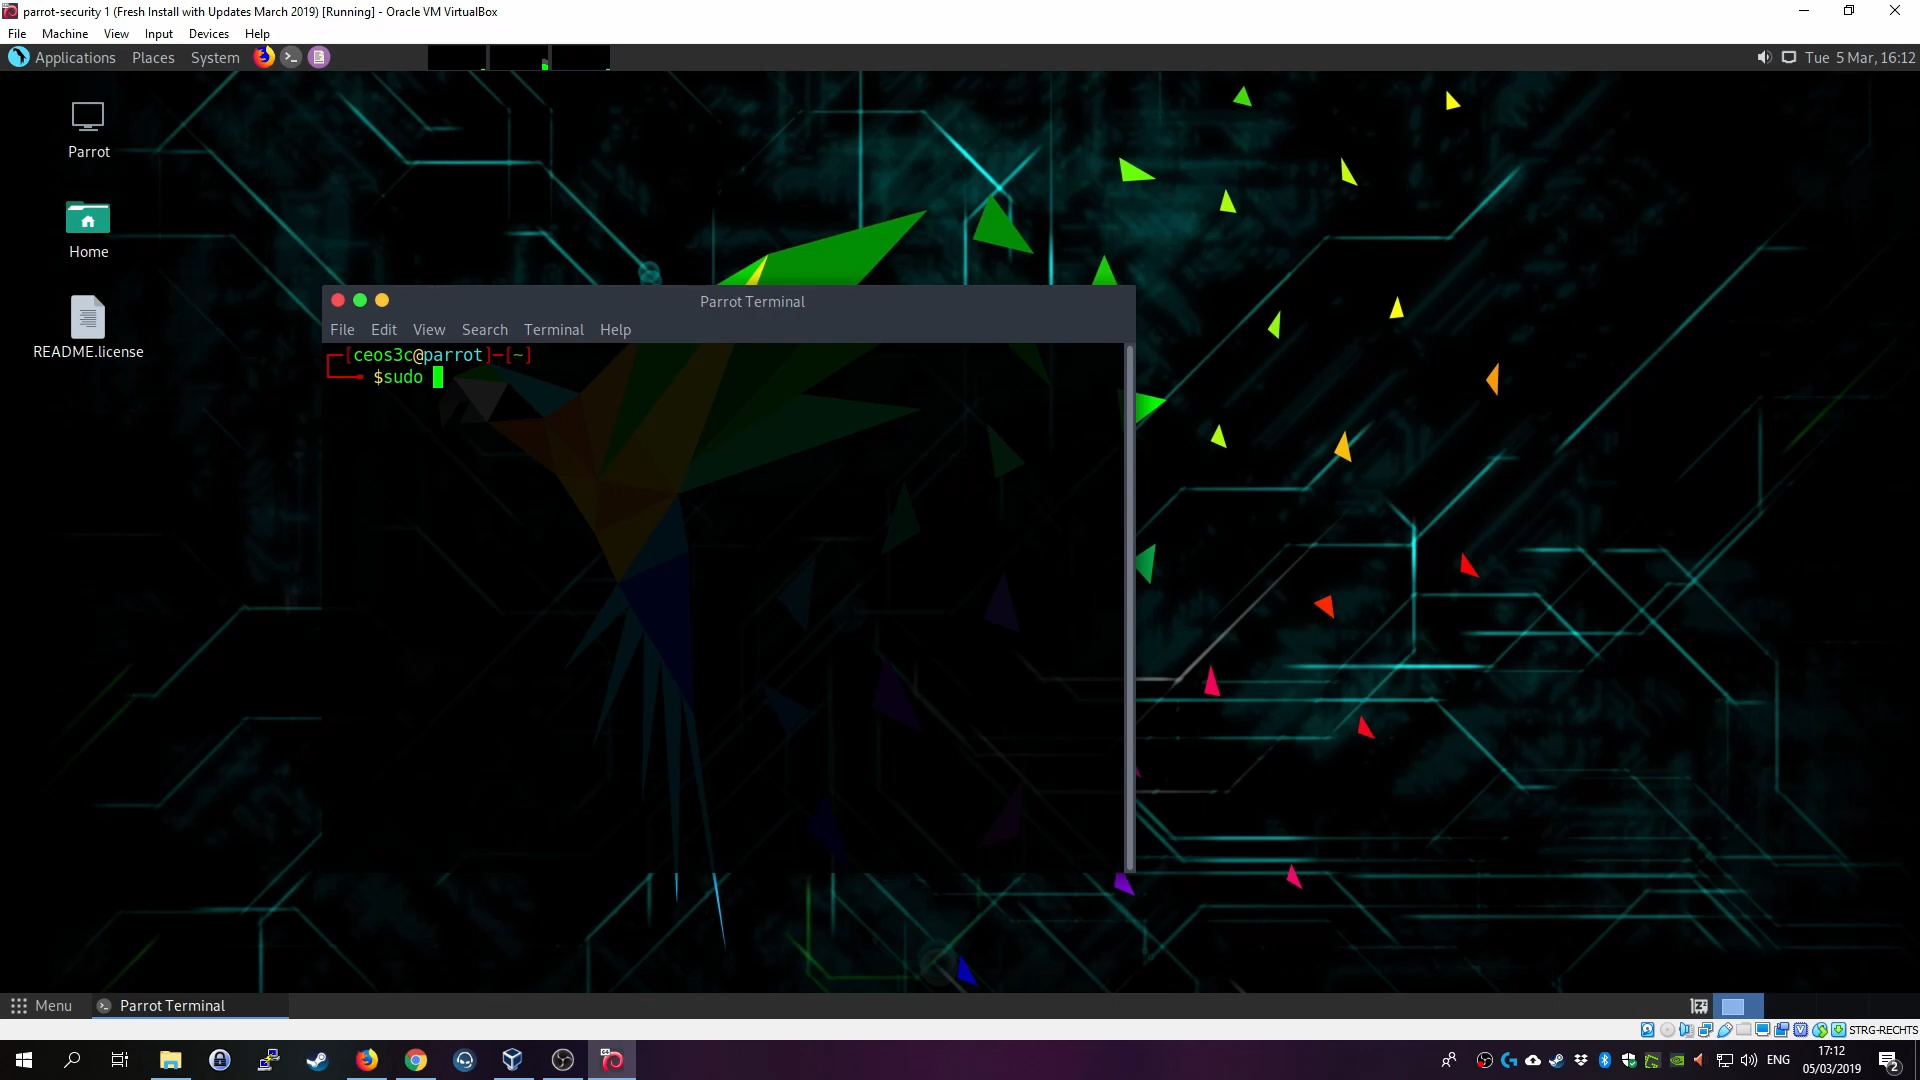 parrot-security 1 (Fresh Install with Updates March 2019) [Running] - Oracle VM VirtualBox
File Machine View Input Devices Help
Applications Places System
Tue 5 Mar, 16:12
Parrot
Home
README.license
Parrot Terminal
File Edit View Search Terminal Help
┌─[ceos3c@parrot]─[~]
└──╼ $sudo
Menu
Parrot Terminal
STRG-RECHTS
ENG
17:12
05/03/2019
2